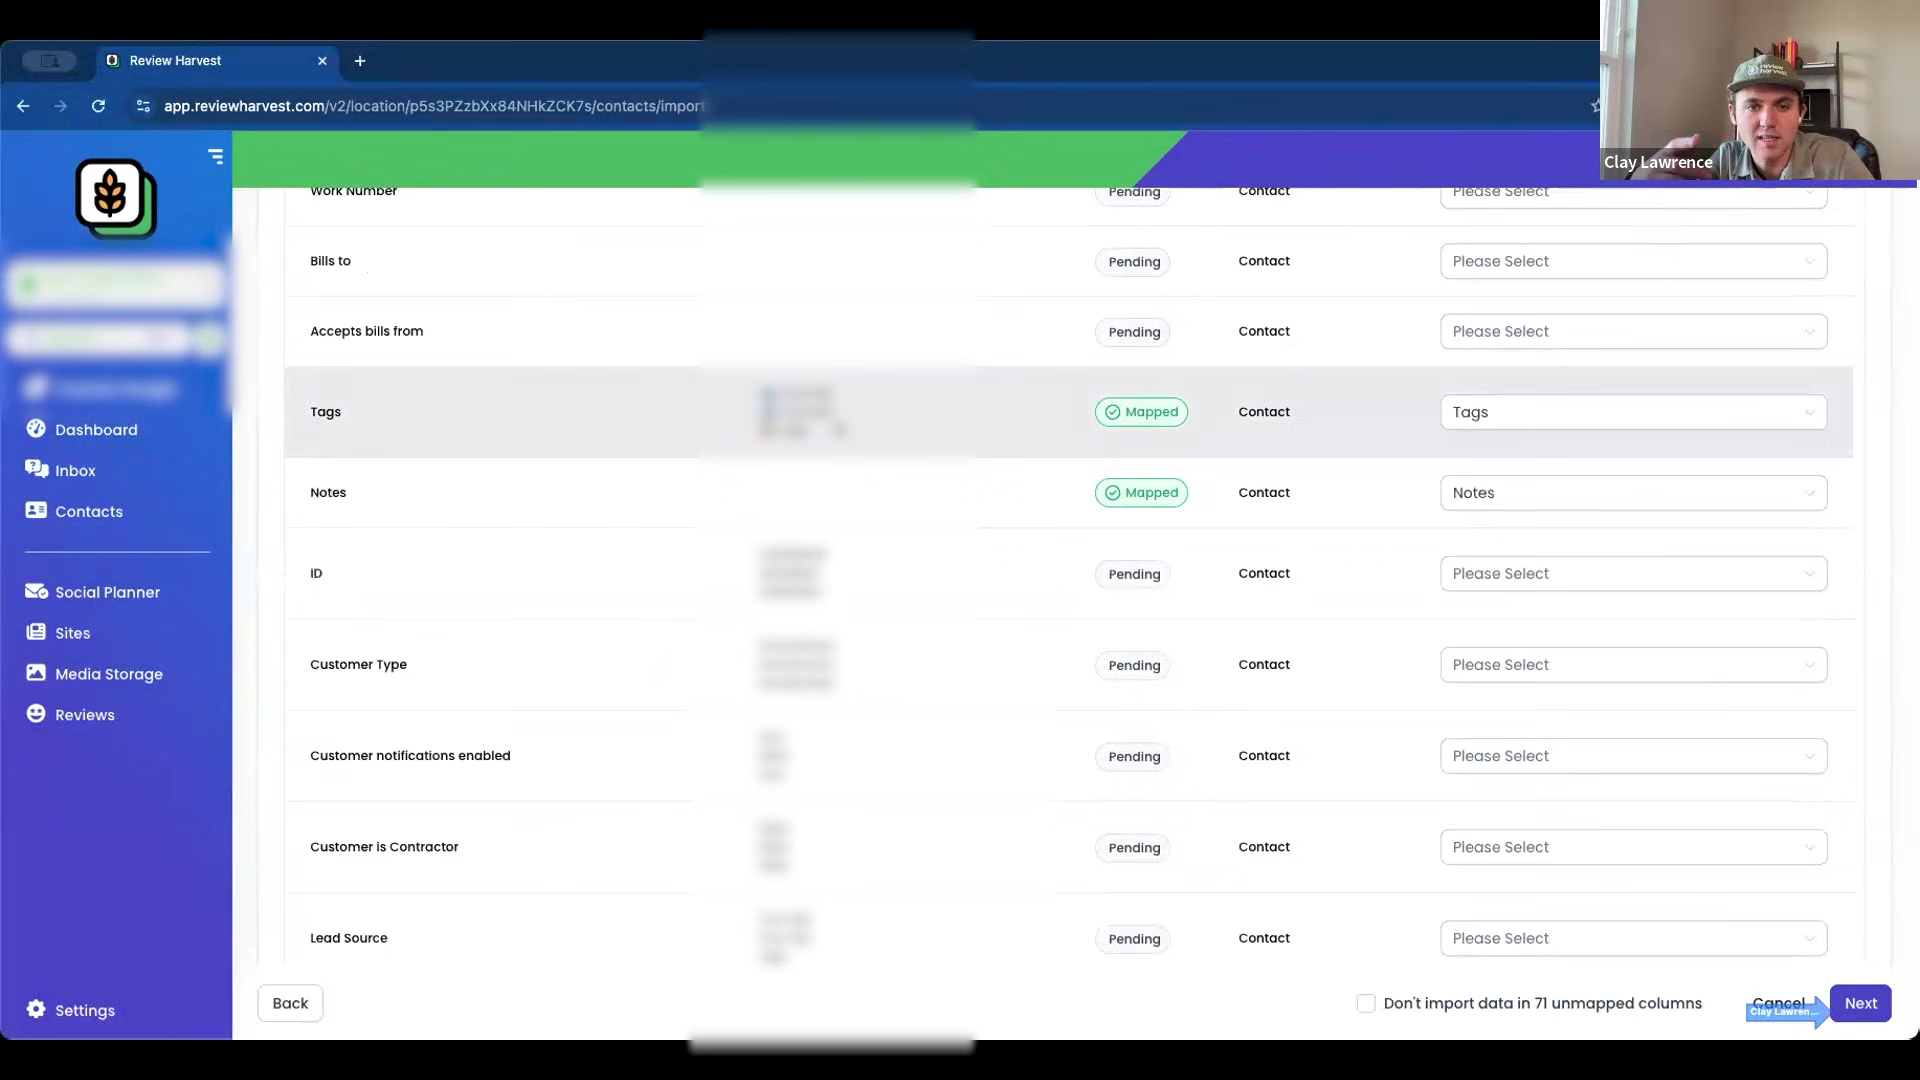 Review Harvest
app.reviewharvest.com/v2/location/p5s3PZzbXx84NHkZCK7s/contacts/import
review harvest
Clay Lawrence
Work Number Pending Contact Please Select
Bills to Pending Contact Please Select
Accepts bills from Pending Contact Please Select
Tags Mapped Contact Tags
Notes Mapped Contact Notes
ID Pending Contact Please Select
Customer Type Pending Contact Please Select
Customer notifications enabled Pending Contact Please Select
Customer is Contractor Pending Contact Please Select
Lead Source Pending Contact Please Select
Dashboard
Inbox
Contacts
Social Planner
Sites
Media Storage
Reviews
Settings
Back
Don't import data in 71 unmapped columns
Cancel
Clay Lawren...
Next